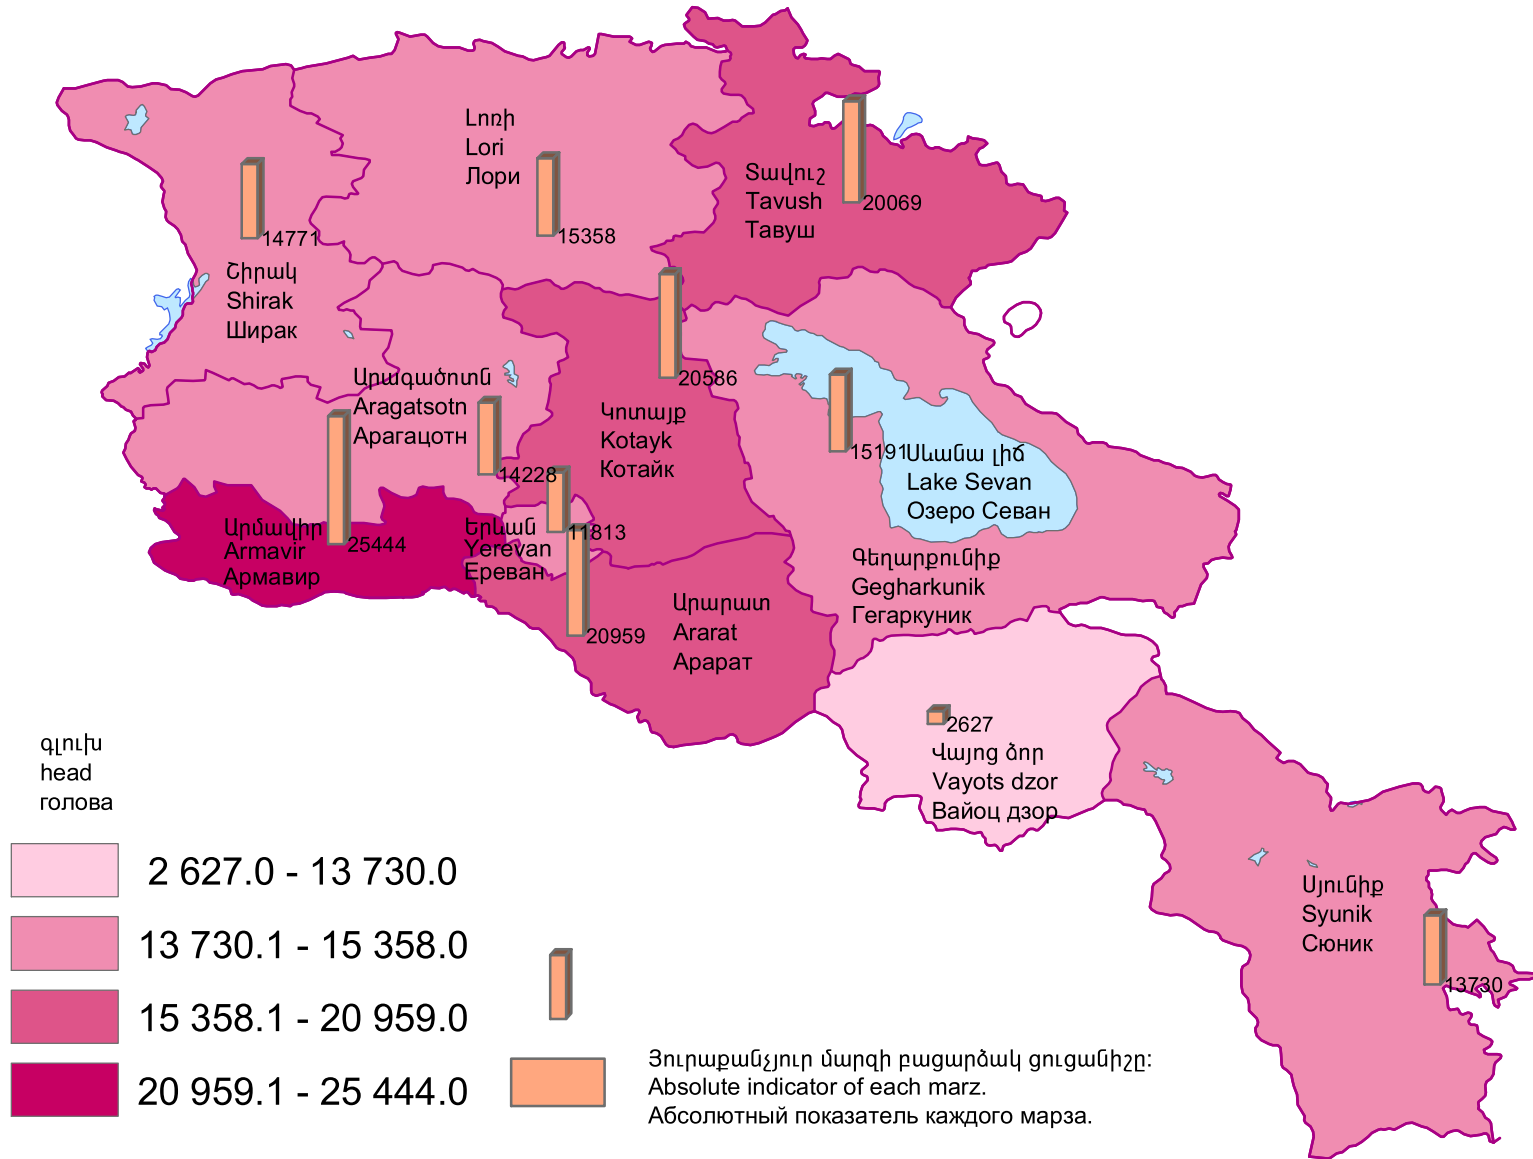 Լոռի
Lori
Лори
15358
Տավուշ
Tavush
Тавуш
20069
14771
Շիրակ
Shirak
Ширак
Արագածոտն
Aragatsotn
Арагацотн
14228
20586
Կոտայք
Kotayk
Котайк
15191
Սևանա լիճ
Lake Sevan
Озеро Севан
Արմավիր
Armavir
Армавир
25444
Երևան
Yerevan
Ереван
11813
20959
Արարատ
Ararat
Арарат
Գեղարքունիք
Gegharkunik
Гегаркуник
2627
Վայոց ձոր
Vayots dzor
Вайоц дзор
Սյունիք
Syunik
Сюник
13730
գլուխ
head
голова
2 627.0 - 13 730.0
13 730.1 - 15 358.0
15 358.1 - 20 959.0
20 959.1 - 25 444.0
Յուրաքանչյուր մարզի բացարձակ ցուցանիշը:
Absolute indicator of each marz.
Абсолютный показатель каждого марза.